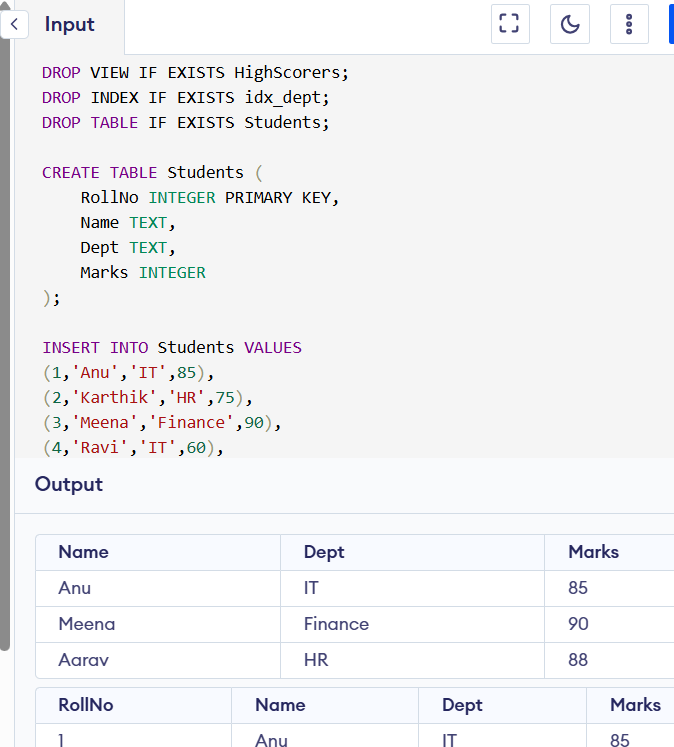 Input
DROP VIEW IF EXISTS HighScorers;
DROP INDEX IF EXISTS idx_dept;
DROP TABLE IF EXISTS Students;
CREATE TABLE Students (
RollNo INTEGER PRIMARY KEY,
Name TEXT,
Dept TEXT,
Marks INTEGER
);
INSERT INTO Students VALUES
(1,'Anu','IT',85),
(2,'Karthik','HR',75),
(3,'Meena','Finance',90),
(4,'Ravi','IT',60),
Output
Name Dept Marks
Anu IT 85
Meena Finance 90
Aarav HR 88
RollNo Name Dept Marks
1 Anu IT 85